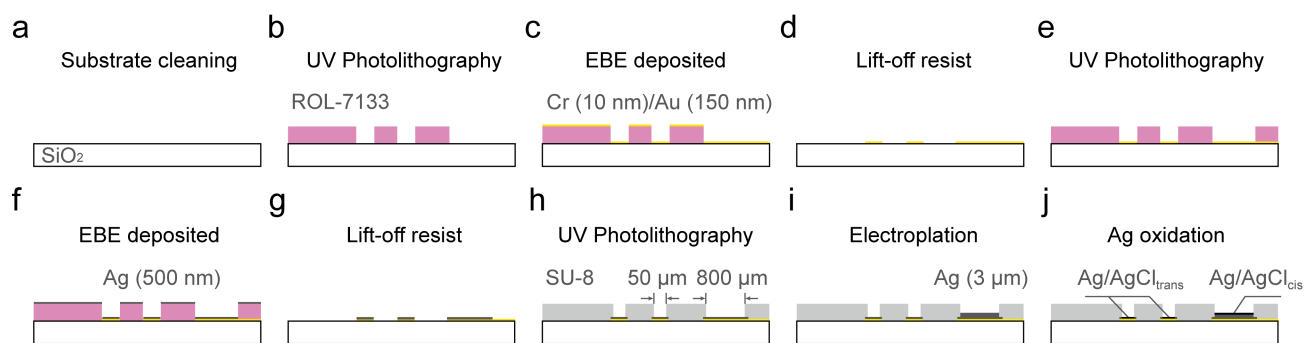 a
Substrate cleaning
SiO2
b
UV Photolithography
ROL-7133
c
EBE deposited
Cr (10 nm)/Au (150 nm)
d
Lift-off resist
e
UV Photolithography
f
EBE deposited
Ag (500 nm)
g
Lift-off resist
h
UV Photolithography
SU-8 50 µm 800 µm
i
Electroplation
Ag (3 µm)
j
Ag oxidation
Ag/AgCltrans Ag/AgClcis